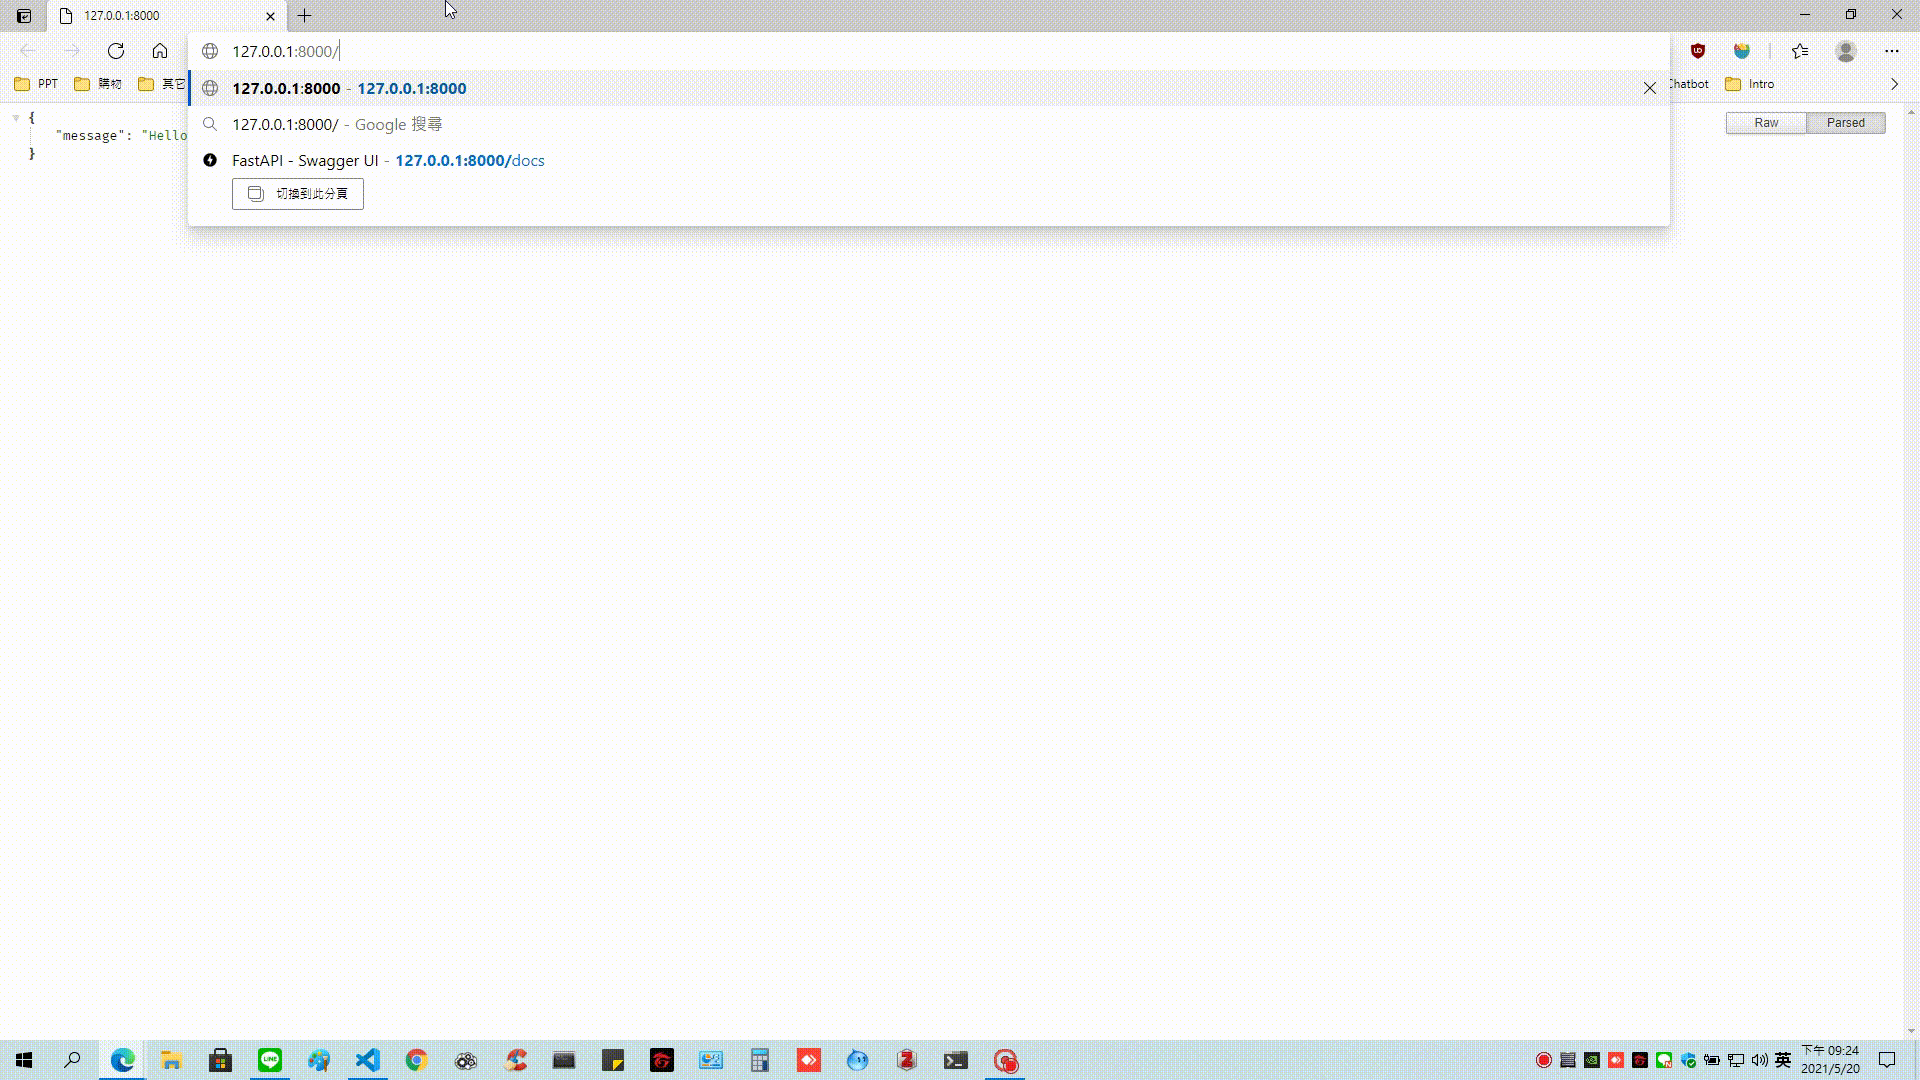 127.0.0.1:8000
127.0.0.1:8000/
PPT
購物
其它
127.0.0.1:8000 - 127.0.0.1:8000
Chatbot
Intro
127.0.0.1:8000/ - Google 搜尋
FastAPI - Swagger UI - 127.0.0.1:8000/docs
切換到此分頁
{
"message": "Hello
}
Raw
Parsed
LINE
英
下午 09:24
2021/5/20